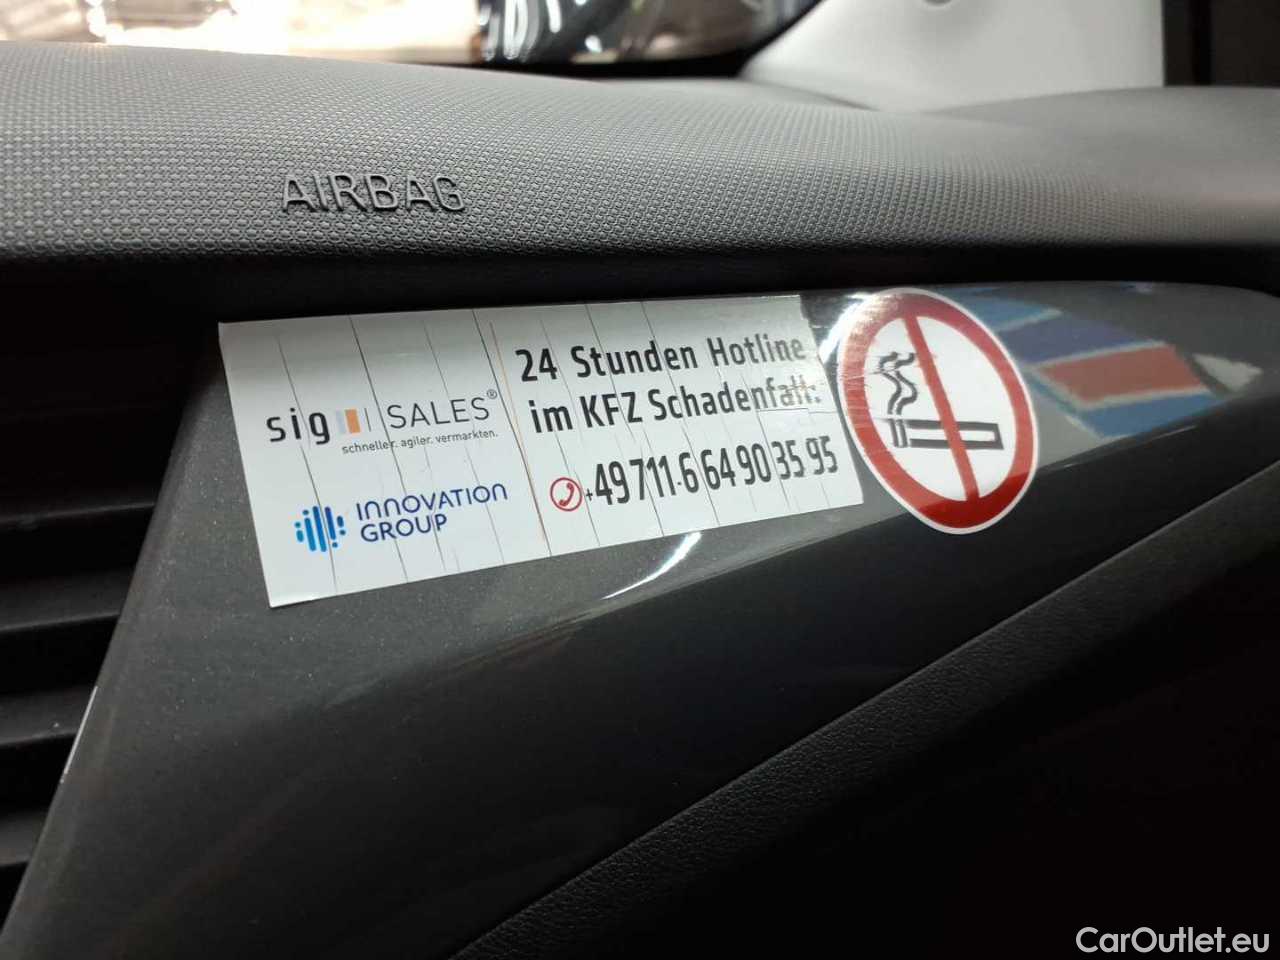 AIRBAG
sig SALES®
schneller. agiler. vermarkten.
INNOVATION
GROUP
24 Stunden Hotline
im KFZ Schadenfall:
+49 711-6 64 90 35 95
CarOutlet.eu